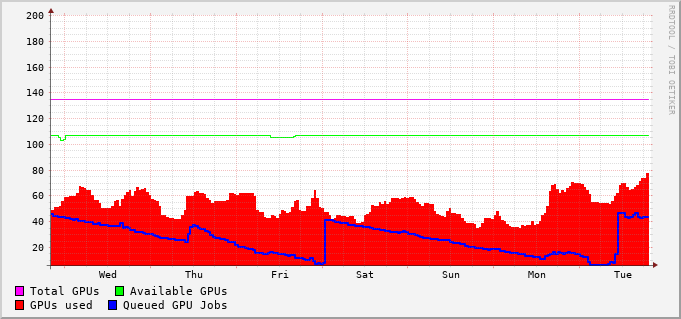 200
180
160
140
120
100
80
60
40
20
Wed Thu Fri Sat Sun Mon Tue
Total GPUs Available GPUs
GPUs used Queued GPU Jobs
RRDTOOL / TOBI OETIKER